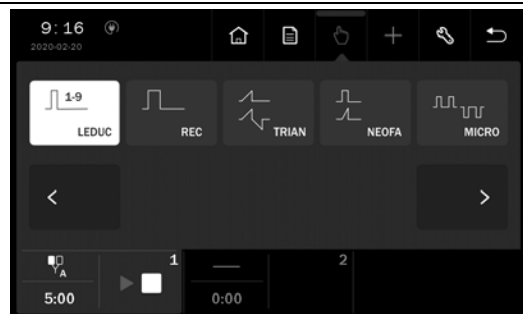 9:16
2020-02-20
1-9
LEDUC
REC
TRIAN
NEOFA
MICRO
A
1
5:00
2
0:00